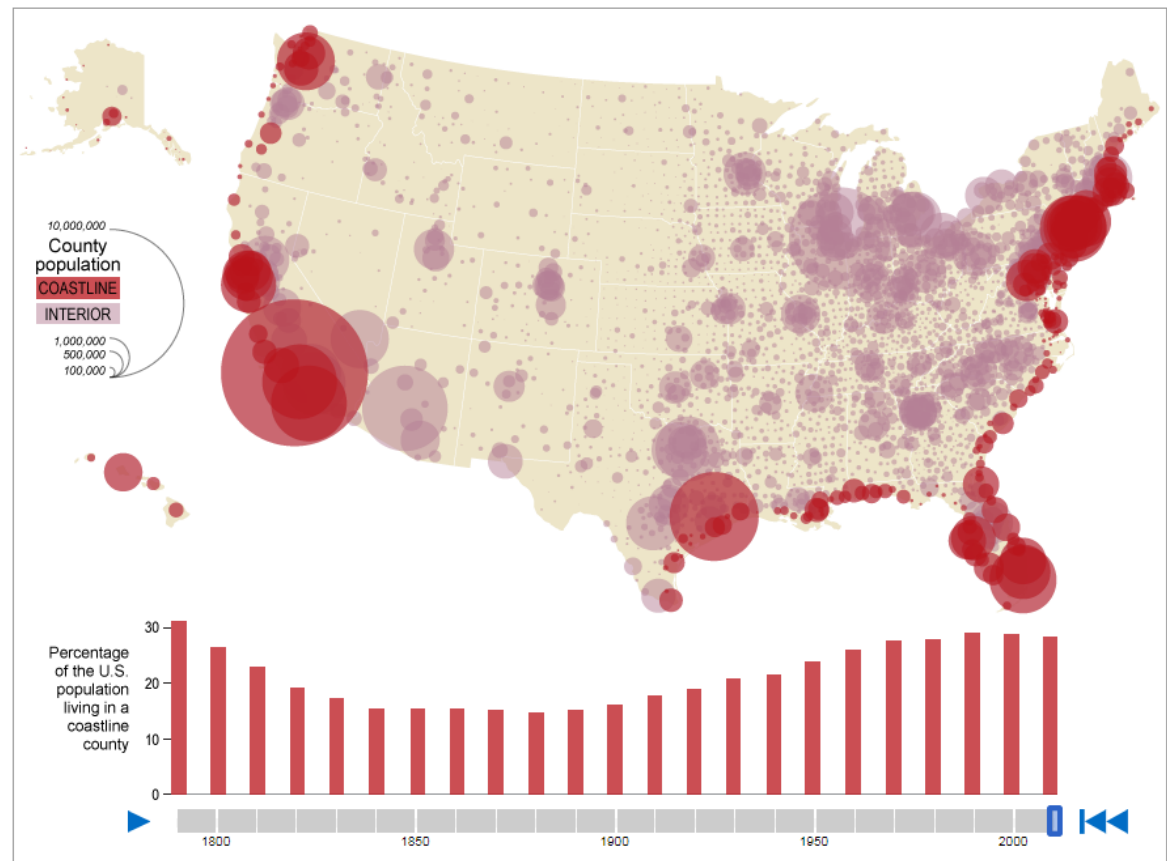 10,000,000
County
population
COASTLINE
INTERIOR
1,000,000
500,000
100,000
Percentage
of the U.S.
population
living in a
coastline
county
30
20
10
0
1800
1850
1900
1950
2000